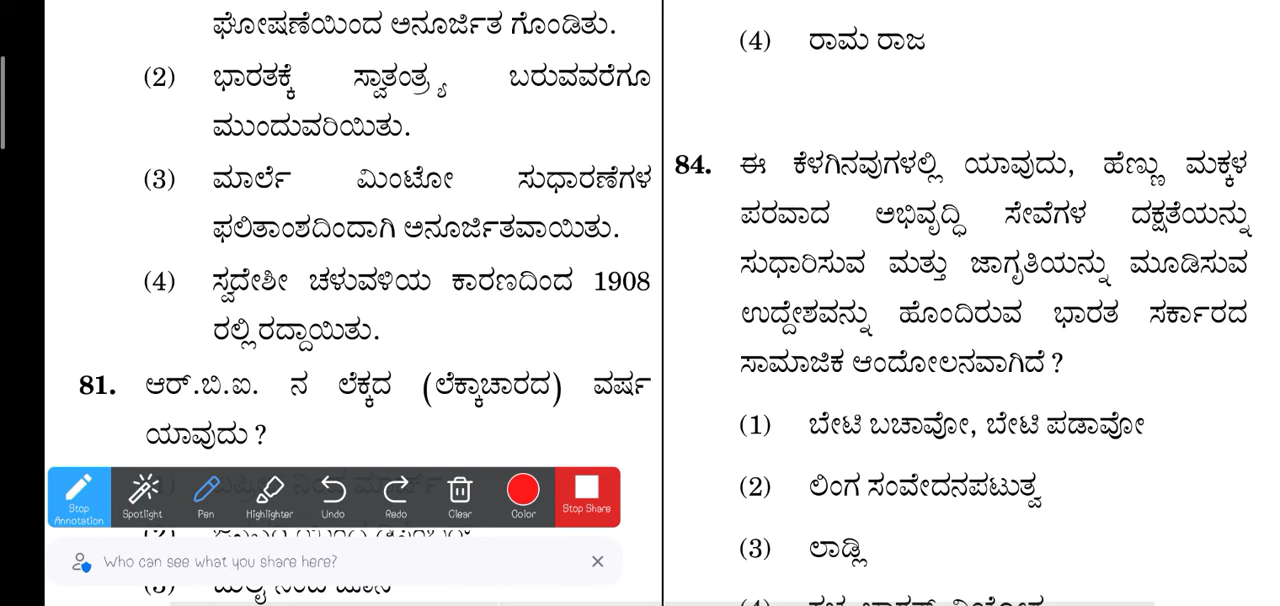 ಘೋಷಣೆಯಿಂದ ಅನೂರ್ಜಿತ ಗೊಂಡಿತು.
(2) ಭಾರತಕ್ಕೆ ಸ್ವಾತಂತ್ರ್ಯ ಬರುವವರೆಗೂ
ಮುಂದುವರಿಯಿತು.
(3) ಮಾರ್ಲೆ ಮಿಂಟೋ ಸುಧಾರಣೆಗಳ
ಫಲಿತಾಂಶದಿಂದಾಗಿ ಅನೂರ್ಜಿತವಾಯಿತು.
(4) ಸ್ವದೇಶೀ ಚಳುವಳಿಯ ಕಾರಣದಿಂದ 1908
ರಲ್ಲಿ ರದ್ದಾಯಿತು.
81. ಆರ್.ಬಿ.ಐ. ನ ಲೆಕ್ಕದ (ಲೆಕ್ಕಾಚಾರದ) ವರ್ಷ
ಯಾವುದು ?
(4) ರಾಮ ರಾಜ
84. ಈ ಕೆಳಗಿನವುಗಳಲ್ಲಿ ಯಾವುದು, ಹೆಣ್ಣು ಮಕ್ಕಳ
ಪರವಾದ ಅಭಿವೃದ್ಧಿ ಸೇವೆಗಳ ದಕ್ಷತೆಯನ್ನು
ಸುಧಾರಿಸುವ ಮತ್ತು ಜಾಗೃತಿಯನ್ನು ಮೂಡಿಸುವ
ಉದ್ದೇಶವನ್ನು ಹೊಂದಿರುವ ಭಾರತ ಸರ್ಕಾರದ
ಸಾಮಾಜಿಕ ಆಂದೋಲನವಾಗಿದೆ ?
(1) ಬೇಟಿ ಬಚಾವೋ, ಬೇಟಿ ಪಡಾವೋ
(2) ಲಿಂಗ ಸಂವೇದನಪಟುತ್ವ
(3) ಲಾಡ್ಲಿ
Stop
Annotation Spotlight Pen Highlighter Undo Redo Clear Color Stop Share
Who can see what you share here?